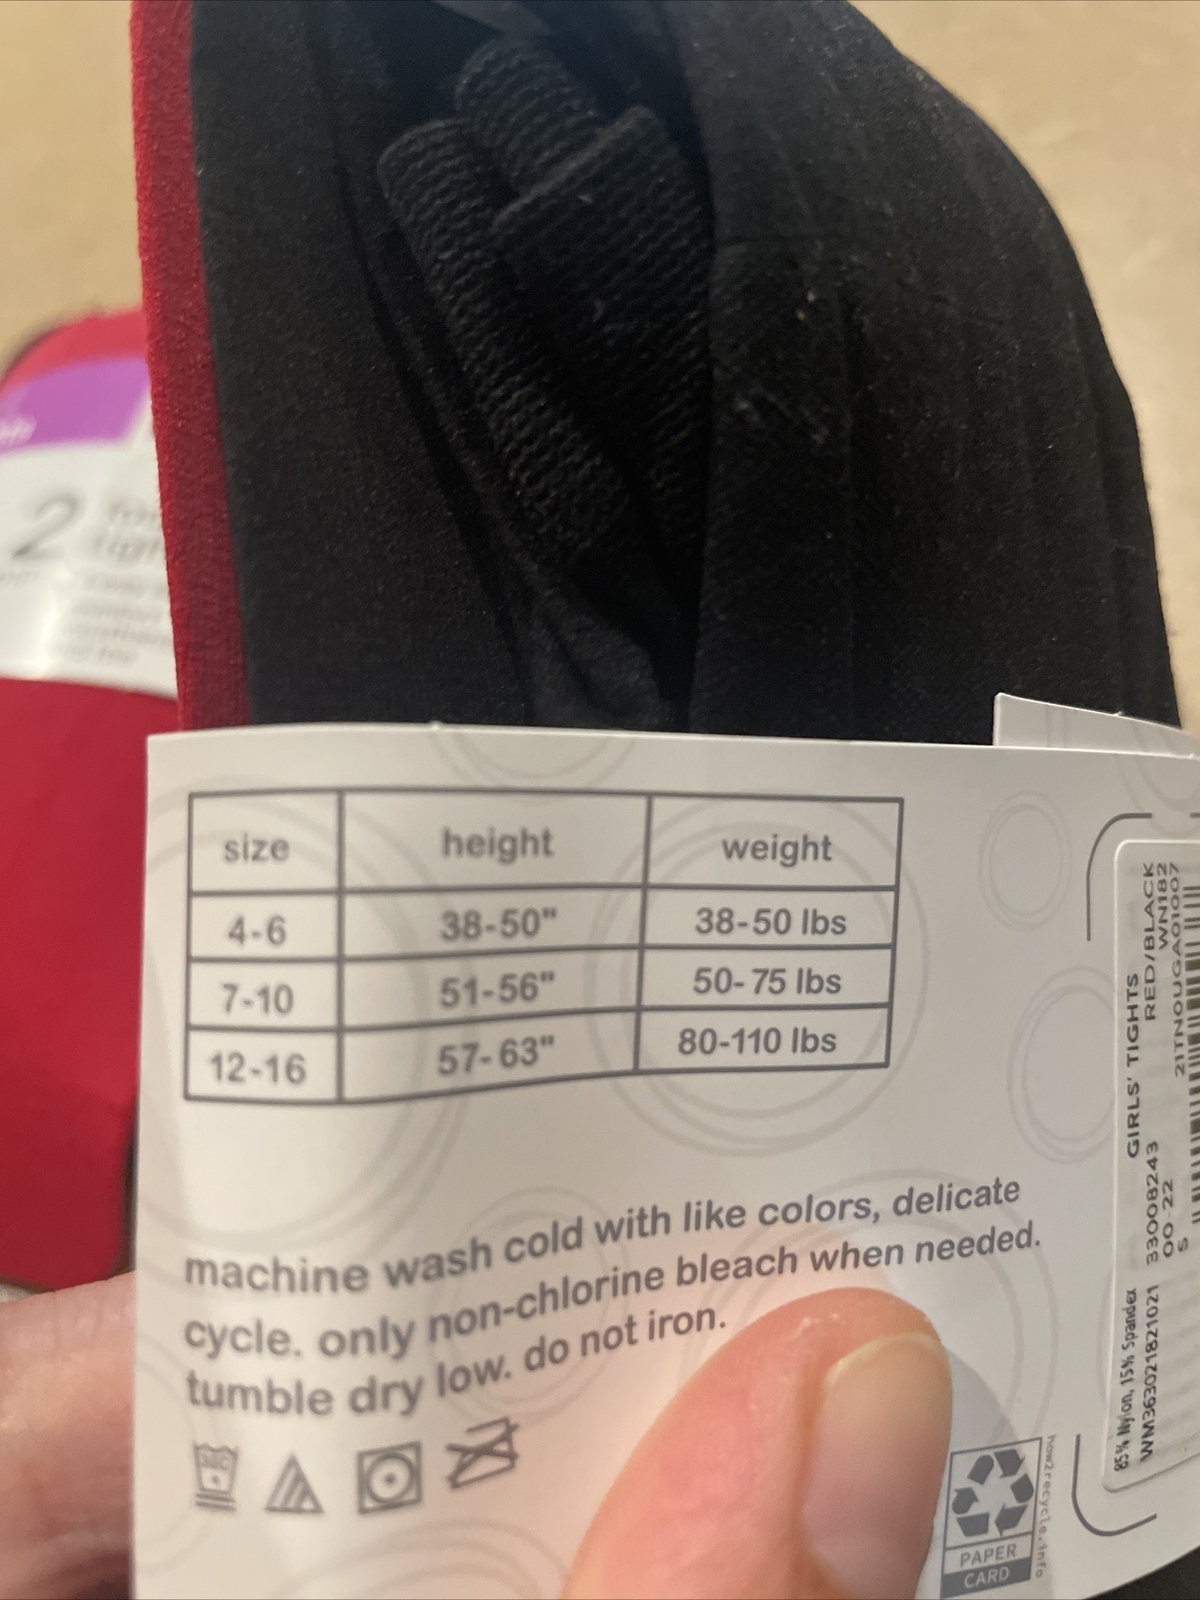 2
size height weight
4-6 38-50" 38-50 lbs
7-10 51-56" 50-75 lbs
12-16 57-63" 80-110 lbs
machine wash cold with like colors, delicate
cycle. only non-chlorine bleach when needed.
tumble dry low. do not iron.
PAPER
CARD
how2recycle.info
85% Nylon, 15% Spandex GIRLS' TIGHTS RED/BLACK
WM363021821021 33008243 WN182
00 22 21TNOUGA01007
S